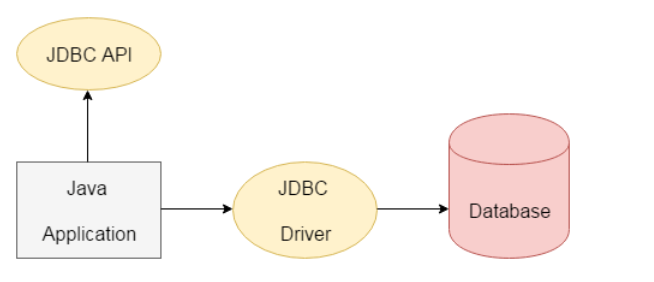 JDBC API
Java
Application
JDBC
Driver
Database